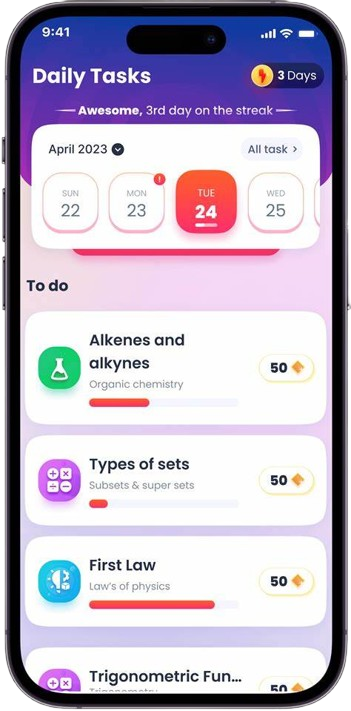 9:41
Daily Tasks
3 Days
Awesome, 3rd day on the streak
April 2023
All task >
SUN MON TUE WED
22 23 24 25
To do
Alkenes and
alkynes
Organic chemistry
50
Types of sets
Subsets & super sets
50
First Law
Law's of physics
50
Trigonometric Fun...
Trigonometry
50